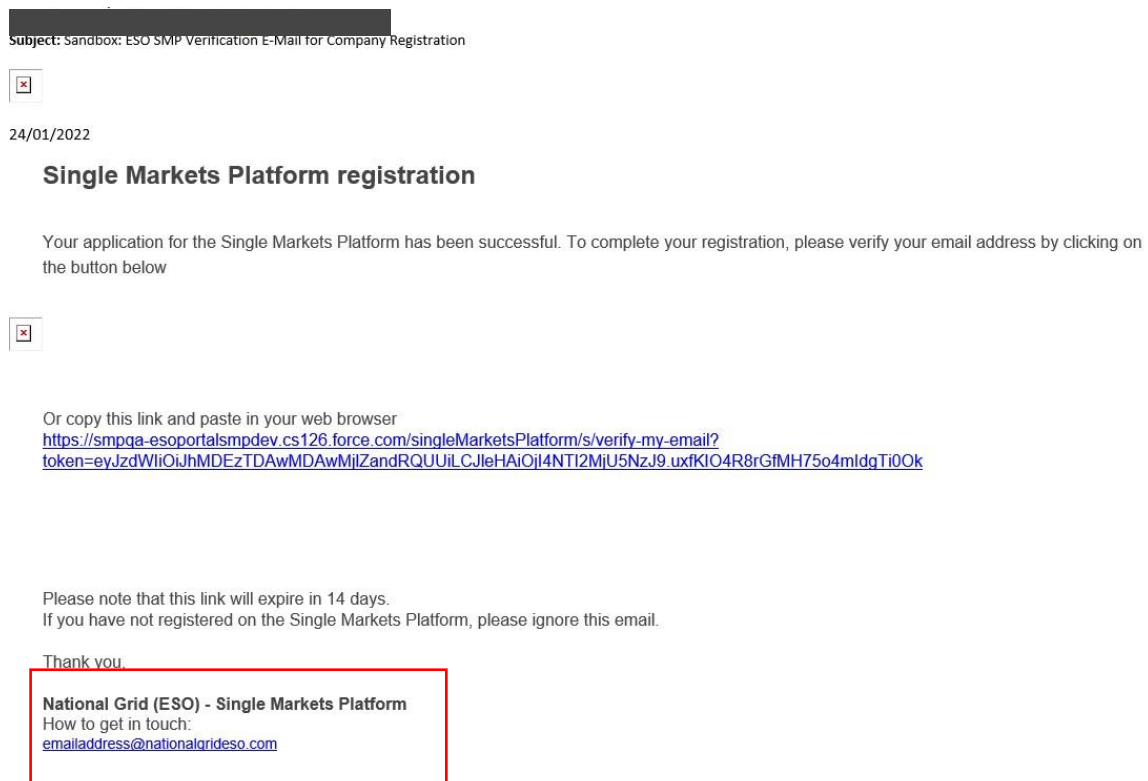 Subject: Sandbox: ESO SMP Verification E-Mail for Company Registration
24/01/2022
Single Markets Platform registration
Your application for the Single Markets Platform has been successful. To complete your registration, please verify your email address by clicking on
the button below
Or copy this link and paste in your web browser
https://smpqa-esoportalsmpdev.cs126.force.com/singleMarketsPlatform/s/verify-my-email?
token=eyJzdWIiOiJhMDEzTDAwMDAwMjlZandRQUUiLCJleHAiOjI4NTI2MjU5NzJ9.uxfKIO4R8rGfMH75o4mIdgTi0Ok
Please note that this link will expire in 14 days.
If you have not registered on the Single Markets Platform, please ignore this email.
Thank you.
National Grid (ESO) - Single Markets Platform
How to get in touch:
emailaddress@nationalgrideso.com